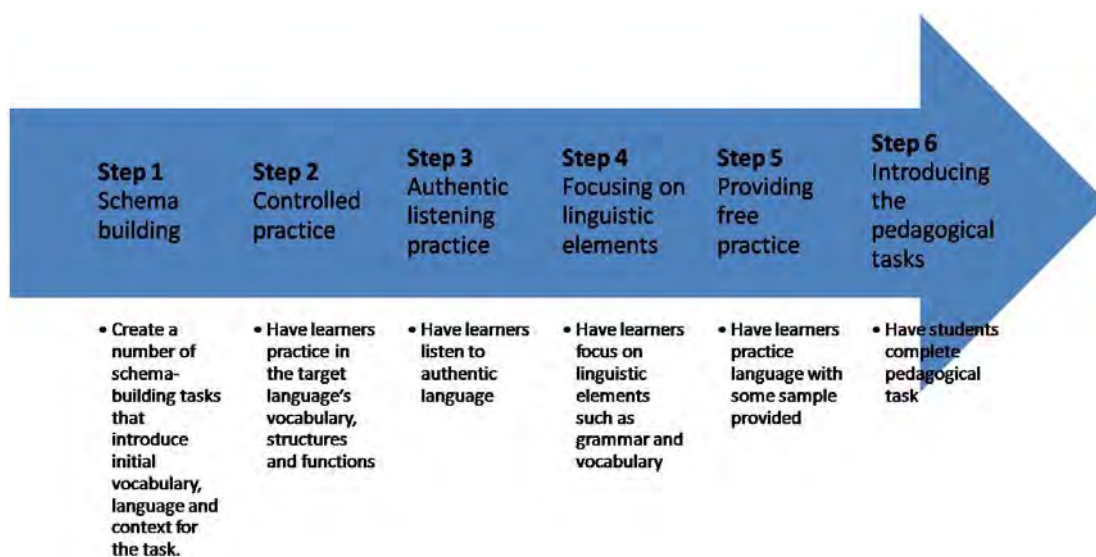 Step 1
Schema
building
Step 2
Controlled
practice
Step 3
Authentic
listening
practice
Step 4
Focusing on
linguistic
elements
Step 5
Providing
free
practice
Step 6
Introducing
the
pedagogical
tasks
• Create a
number of
schema-
building tasks
that
introduce
initial
vocabulary,
language and
context for
the task.
• Have learners
practice in
the target
language's
vocabulary,
structures
and functions
• Have learners
listen to
authentic
language
• Have learners
focus on
linguistic
elements
such as
grammar and
vocabulary
• Have learners
practice
language with
some sample
provided
• Have students
complete
pedagogical
task